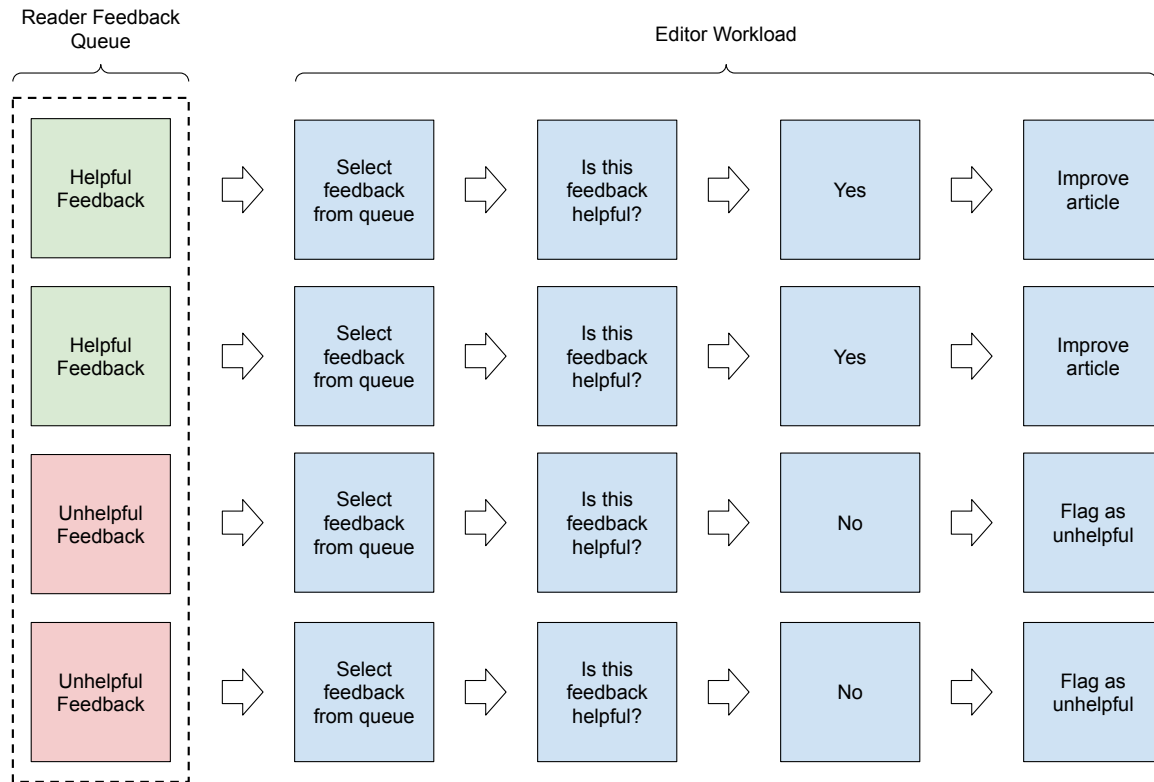 Reader Feedback
Queue
Editor Workload
Helpful
Feedback
Select
feedback
from queue
Is this
feedback
helpful?
Yes
Improve
article
Helpful
Feedback
Select
feedback
from queue
Is this
feedback
helpful?
Yes
Improve
article
Unhelpful
Feedback
Select
feedback
from queue
Is this
feedback
helpful?
No
Flag as
unhelpful
Unhelpful
Feedback
Select
feedback
from queue
Is this
feedback
helpful?
No
Flag as
unhelpful